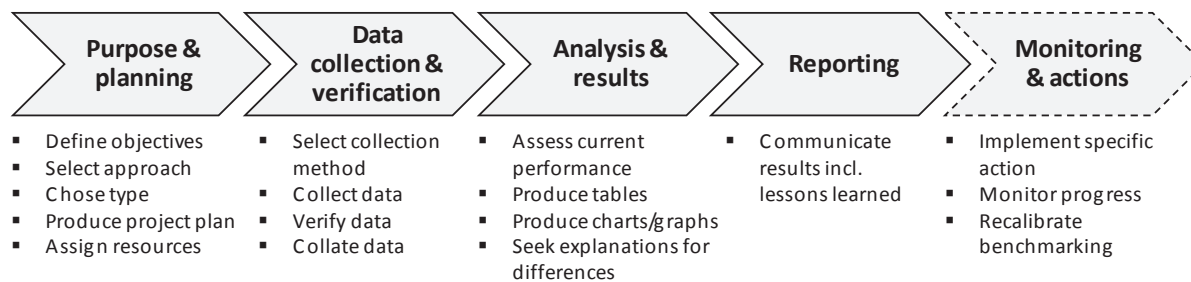 Purpose &
planning
Data
collection &
verification
Analysis &
results
Reporting
Monitoring
& actions
▪ Define objectives
▪ Select approach
▪ Chose type
▪ Produce project plan
▪ Assign resources
▪ Select collection
method
▪ Collect data
▪ Verify data
▪ Collate data
▪ Assess current
performance
▪ Produce tables
▪ Produce charts/graphs
▪ Seek explanations for
differences
▪ Communicate
results incl.
lessons learned
▪ Implement specific
action
▪ Monitor progress
▪ Recalibrate
benchmarking